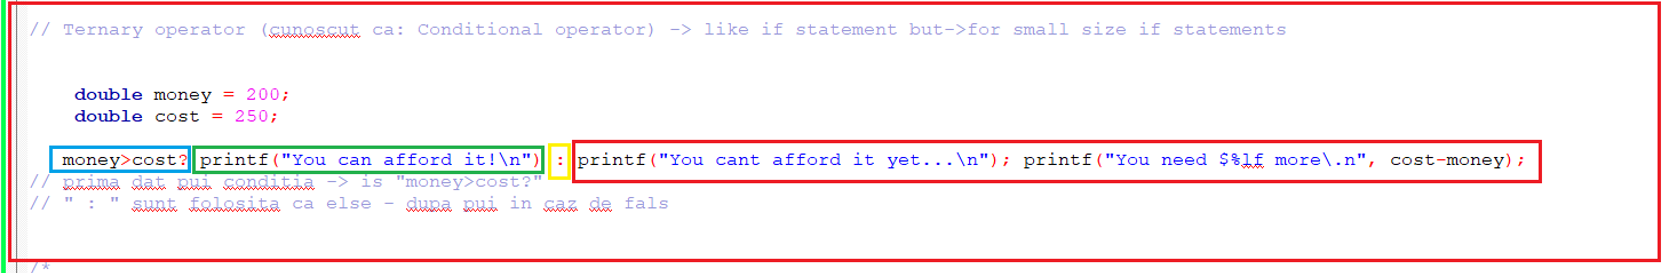 // Ternary operator (cunoscut ca: Conditional operator) -> like if statement but->for small size if statements
double money = 200;
double cost = 250;
money>cost? printf("You can afford it!\n") : printf("You cant afford it yet...\n"); printf("You need $%lf more\.n", cost-money);
// prima dat pui conditia -> is "money>cost?"
// " : " sunt folosita ca else - dupa pui in caz de fals
/*